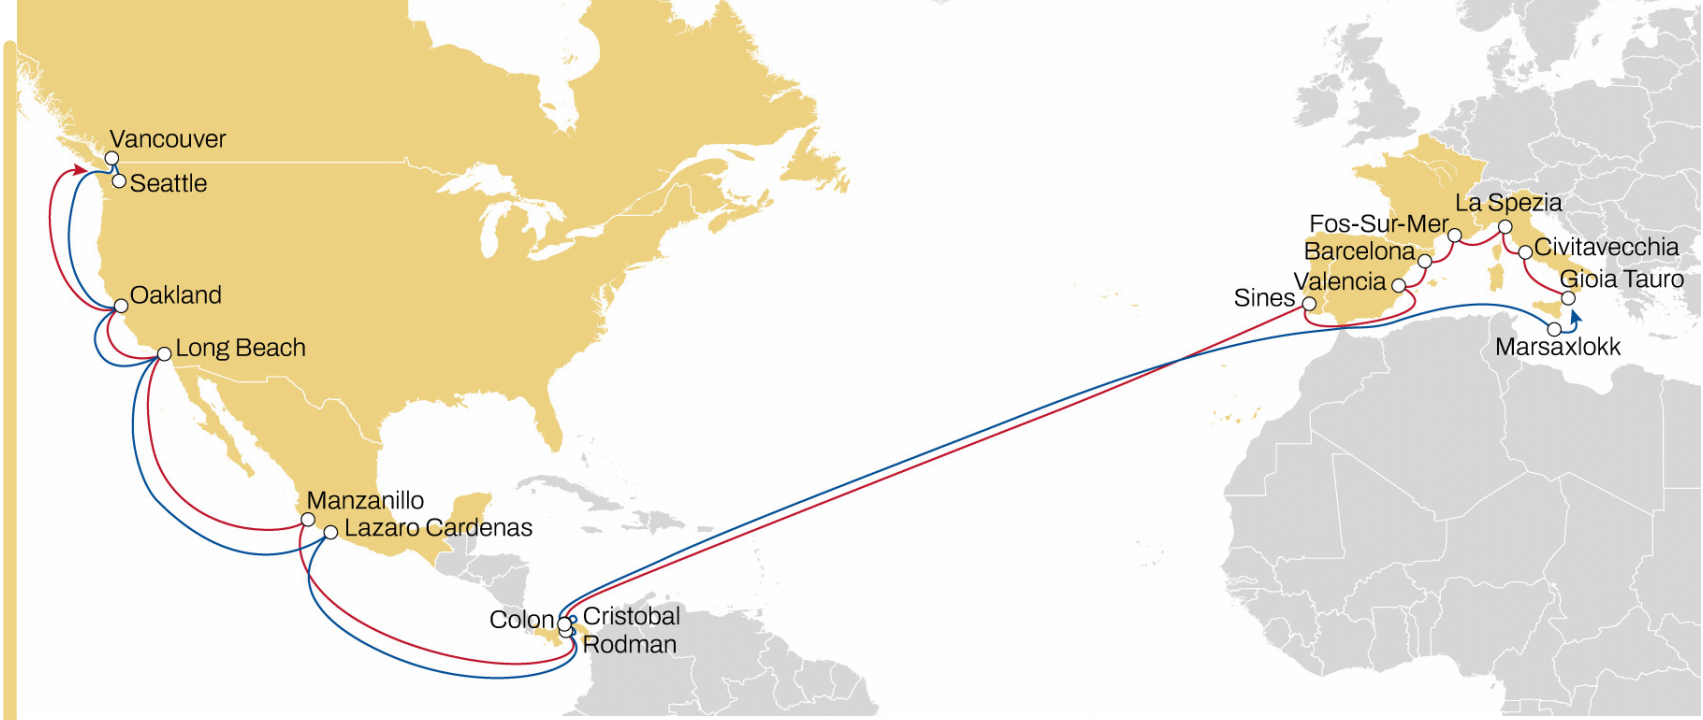 Vancouver
Seattle
Oakland
Long Beach
Manzanillo
Lazaro Cardenas
Colon
Cristobal
Rodman
La Spezia
Fos-Sur-Mer
Barcelona
Civitavecchia
Valencia
Gioia Tauro
Sines
Marsaxlokk